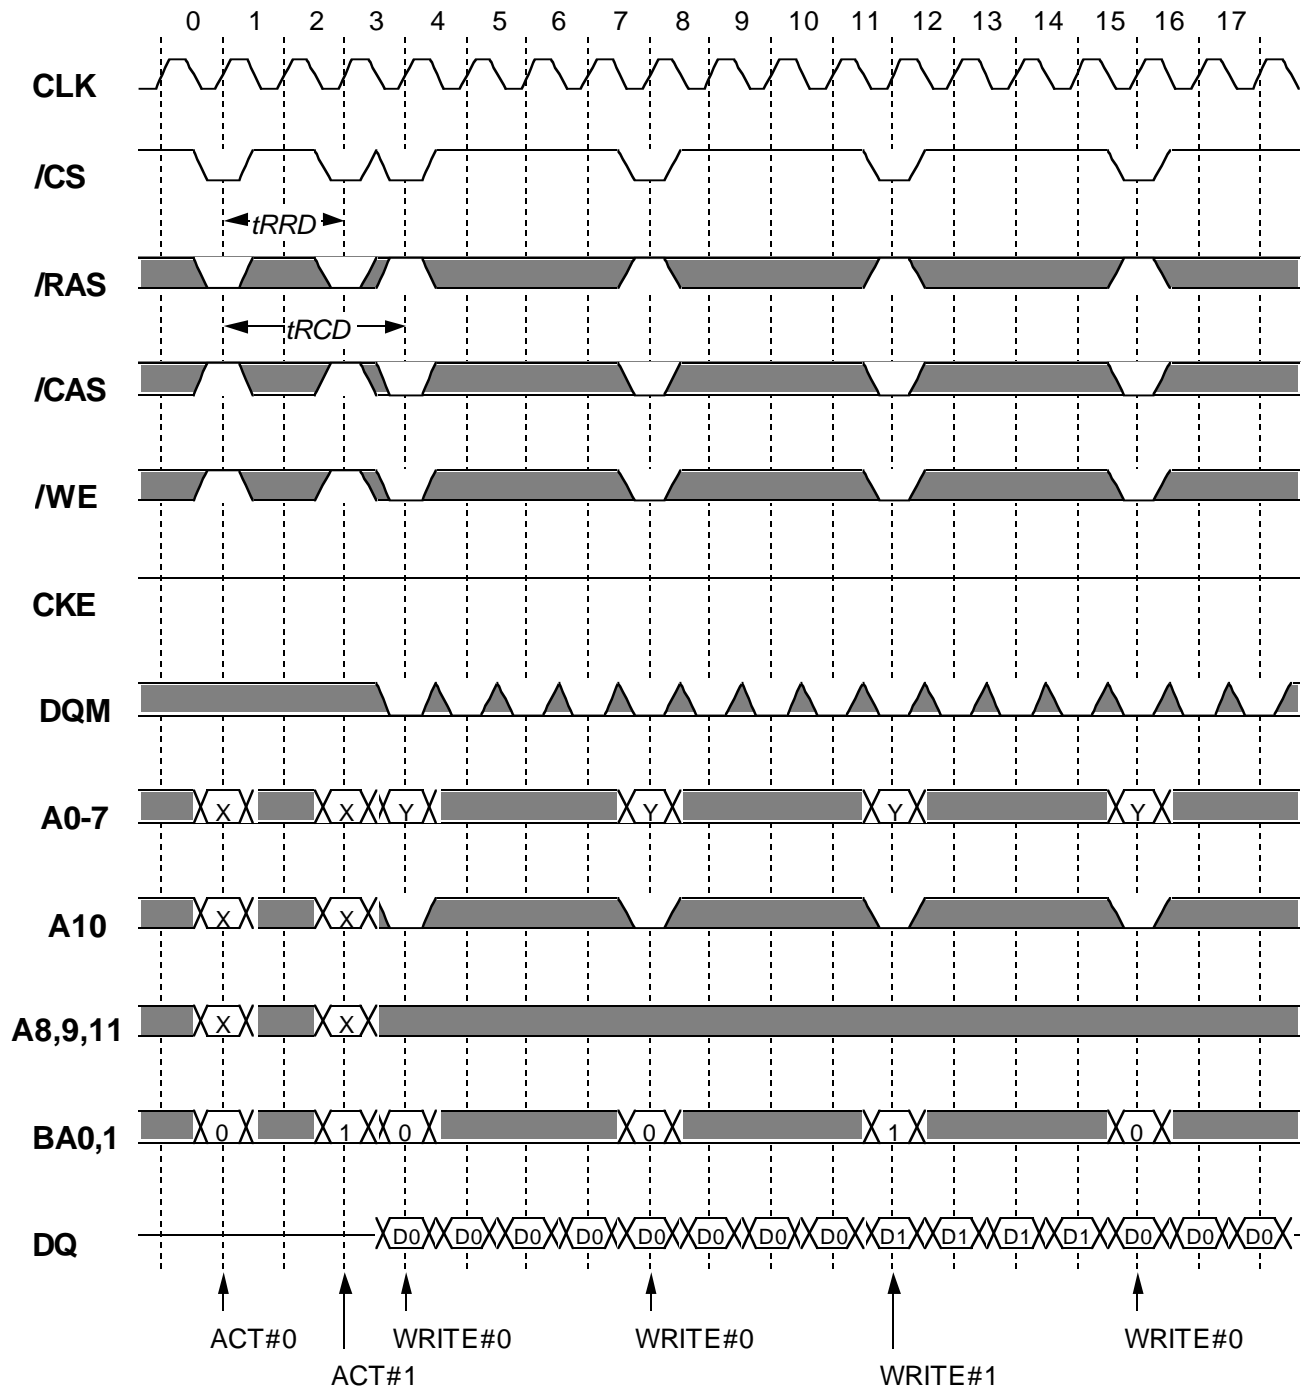 0 1 2 3 4 5 6 7 8 9 10 11 12 13 14 15 16 17
CLK
/CS
tRRD
/RAS
tRCD
/CAS
/WE
CKE
DQM
A0-7 X X Y Y Y Y
A10 X X
A8,9,11 X X
BA0,1 0 1 0 0 1 0
DQ D0 D0 D0 D0 D0 D0 D0 D0 D1 D1 D1 D1 D0 D0 D0
ACT#0 WRITE#0 WRITE#0 WRITE#0
ACT#1 WRITE#1